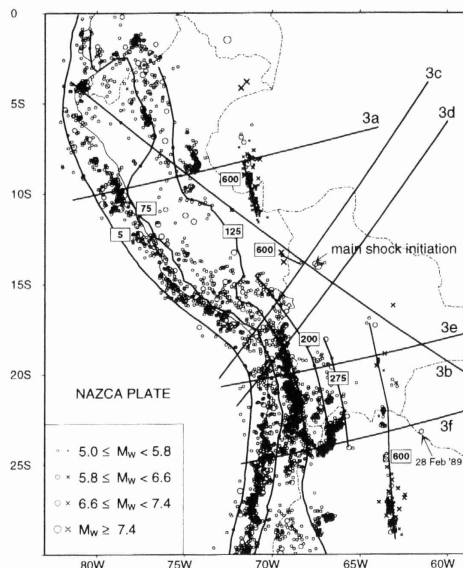 0
5S
10S
15S
20S
25S
80W
75W
70W
65W
60W
3a
3c
3d
3e
3b
3f
600
75
5
125
600
main shock initiation
200
275
600
28 Feb '89
NAZCA PLATE
5.0 ≤ Mw < 5.8
5.8 ≤ Mw < 6.6
6.6 ≤ Mw < 7.4
Mw ≥ 7.4